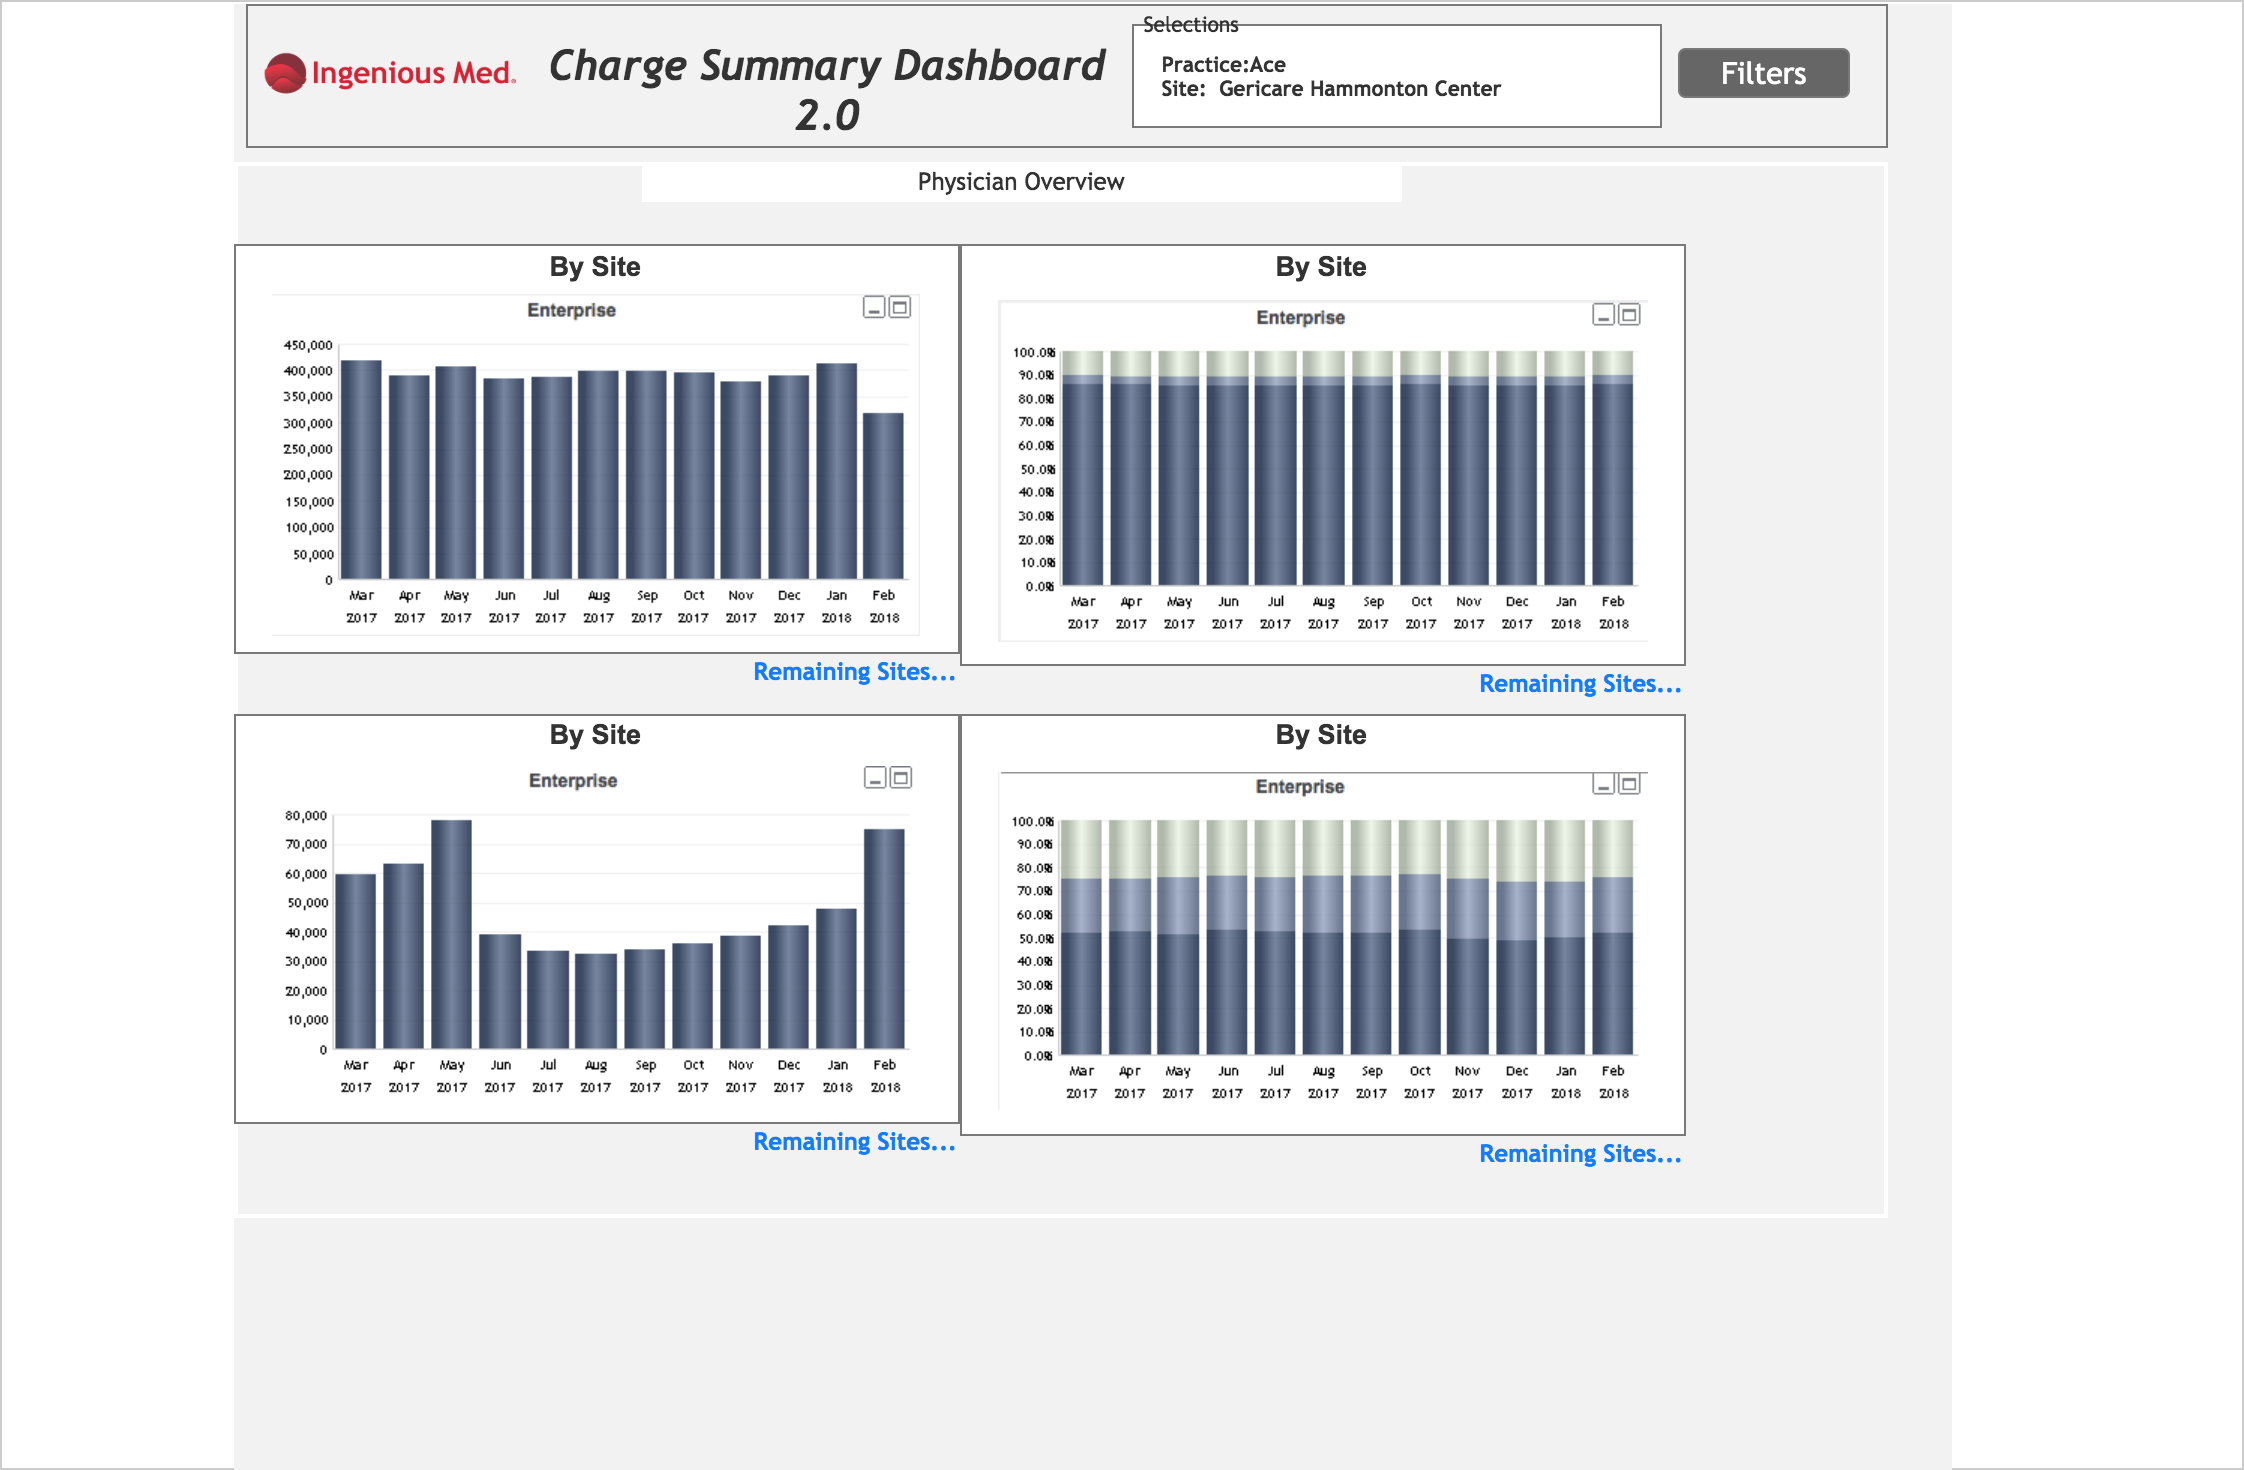 Selections
Ingenious Med.
Charge Summary Dashboard
2.0
Practice:Ace
Site: Gericare Hammonton Center
Filters
Physician Overview
By Site
Enterprise
450,000
400,000
350,000
300,000
250,000
200,000
150,000
100,000
50,000
0
Mar Apr May Jun Jul Aug Sep Oct Nov Dec Jan Feb
2017 2017 2017 2017 2017 2017 2017 2017 2017 2017 2018 2018
Remaining Sites...
By Site
Enterprise
100.0%
90.0%
80.0%
70.0%
60.0%
50.0%
40.0%
30.0%
20.0%
10.0%
0.0%
Mar Apr May Jun Jul Aug Sep Oct Nov Dec Jan Feb
2017 2017 2017 2017 2017 2017 2017 2017 2017 2017 2018 2018
Remaining Sites...
By Site
Enterprise
80,000
70,000
60,000
50,000
40,000
30,000
20,000
10,000
0
Mar Apr May Jun Jul Aug Sep Oct Nov Dec Jan Feb
2017 2017 2017 2017 2017 2017 2017 2017 2017 2017 2018 2018
Remaining Sites...
By Site
Enterprise
100.0%
90.0%
80.0%
70.0%
60.0%
50.0%
40.0%
30.0%
20.0%
10.0%
0.0%
Mar Apr May Jun Jul Aug Sep Oct Nov Dec Jan Feb
2017 2017 2017 2017 2017 2017 2017 2017 2017 2017 2018 2018
Remaining Sites...